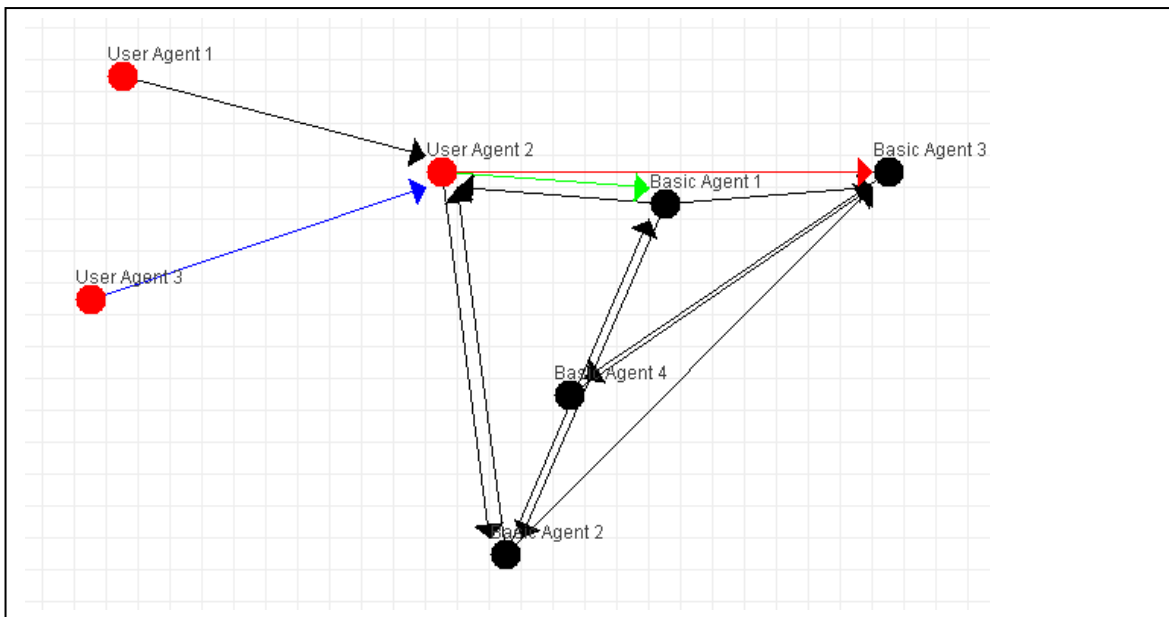 User Agent 1
User Agent 2
Basic Agent 3
Basic Agent 1
User Agent 3
Basic Agent 4
Basic Agent 2